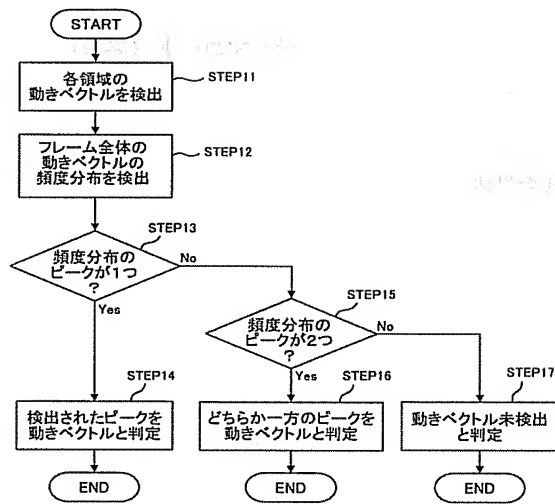 START
各領域の
動きベクトルを検出
STEP11
フレーム全体の
動きベクトルの
頻度分布を検出
STEP12
頻度分布の
ピークが1つ
?
STEP13
No
Yes
頻度分布の
ピークが2つ
?
STEP15
No
Yes
検出されたピークを
動きベクトルと判定
STEP14
どちらか一方のピークを
動きベクトルと判定
STEP16
動きベクトル未検出
と判定
STEP17
END
END
END